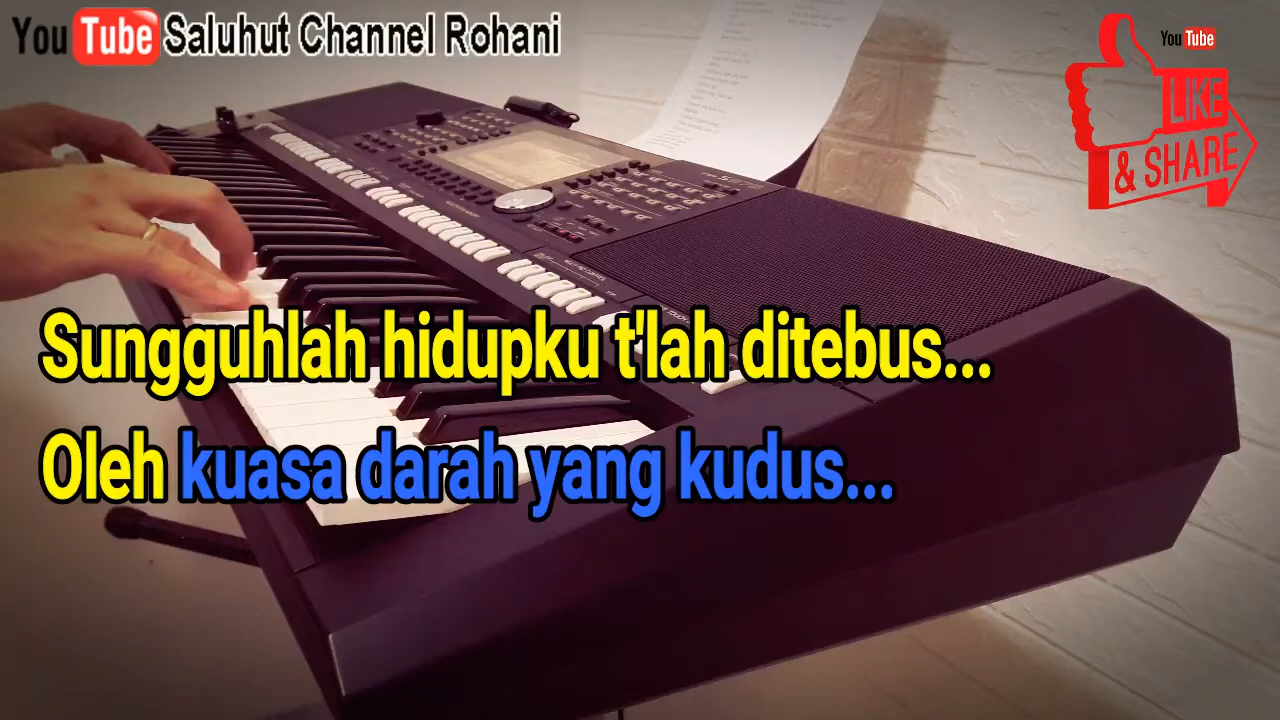 YouTube Saluhut Channel Rohani
YouTube
LIKE
& SHARE
Sungguhlah hidupku t'lah ditebus...
Oleh kuasa darah yang kudus...